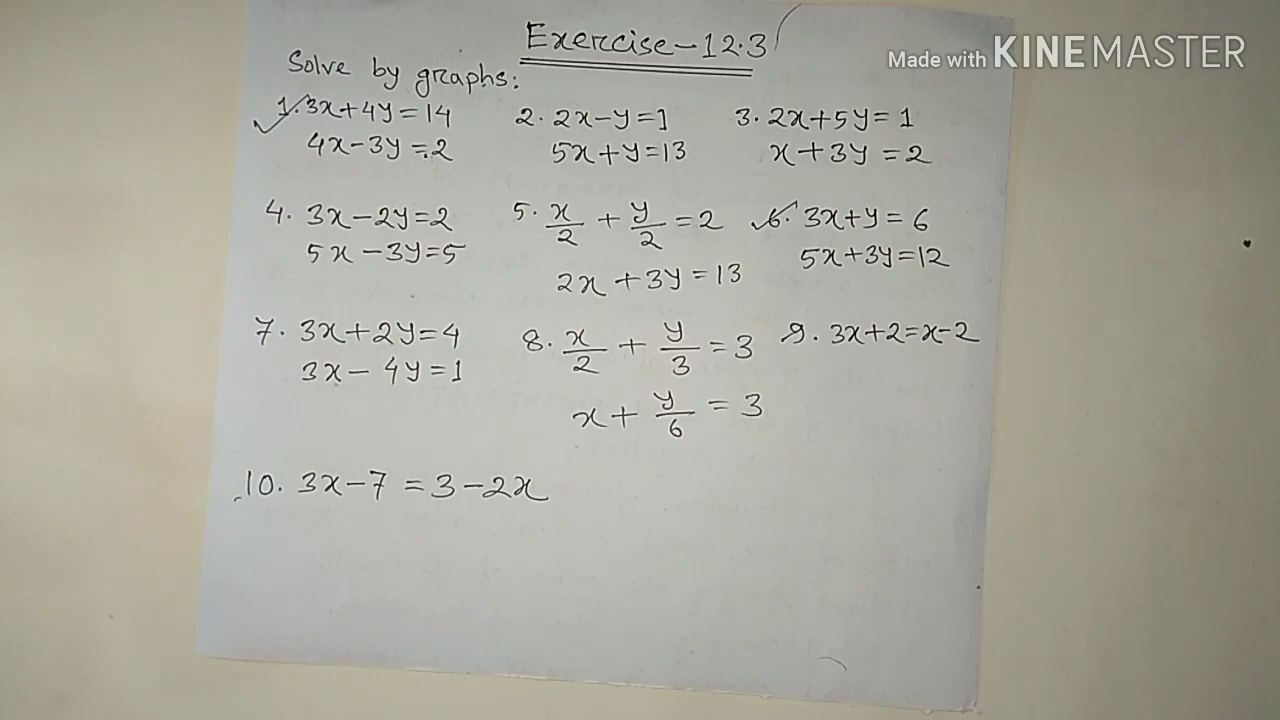 Exercise-12.3
Made with KINEMASTER
Solve by graphs:
1. 3x+4y=14
4x-3y=2
2. 2x-y=1
5x+y=13
3. 2x+5y=1
x+3y=2
4. 3x-2y=2
5x-3y=5
5. x/2 + y/2 = 2
2x+3y=13
6. 3x+y=6
5x+3y=12
7. 3x+2y=4
3x-4y=1
8. x/2 + y/3 = 3
x + y/6 = 3
9. 3x+2=x-2
10. 3x-7=3-2x